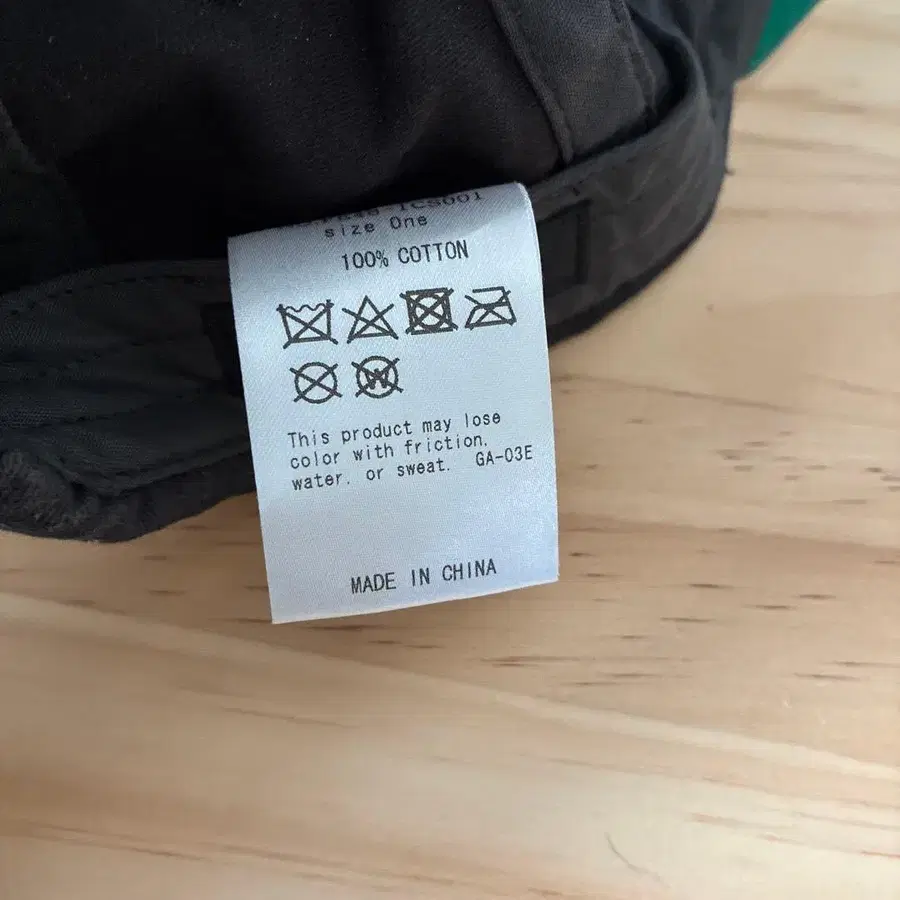 size One
100% COTTON
W
This product may lose
color with friction,
water. or sweat. GA-03E
MADE IN CHINA